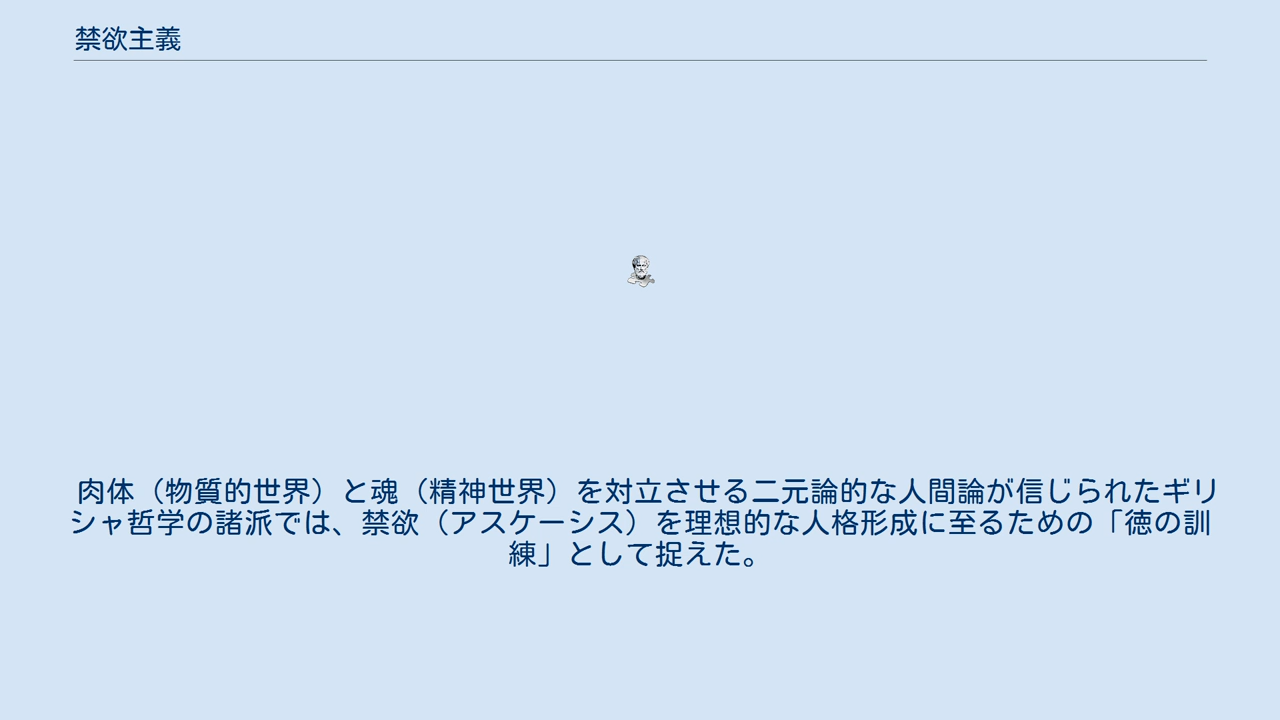 禁欲主義
肉体（物質的世界）と魂（精神世界）を対立させる二元論的な人間論が信じられたギリ
シャ哲学の諸派では、禁欲（アスケーシス）を理想的な人格形成に至るための「徳の訓
練」として捉えた。